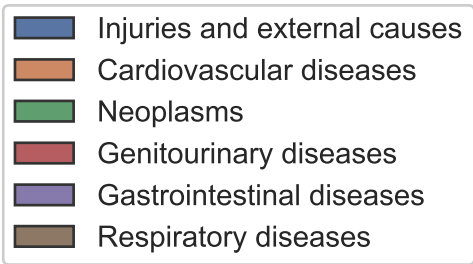 Injuries and external causes
Cardiovascular diseases
Neoplasms
Genitourinary diseases
Gastrointestinal diseases
Respiratory diseases